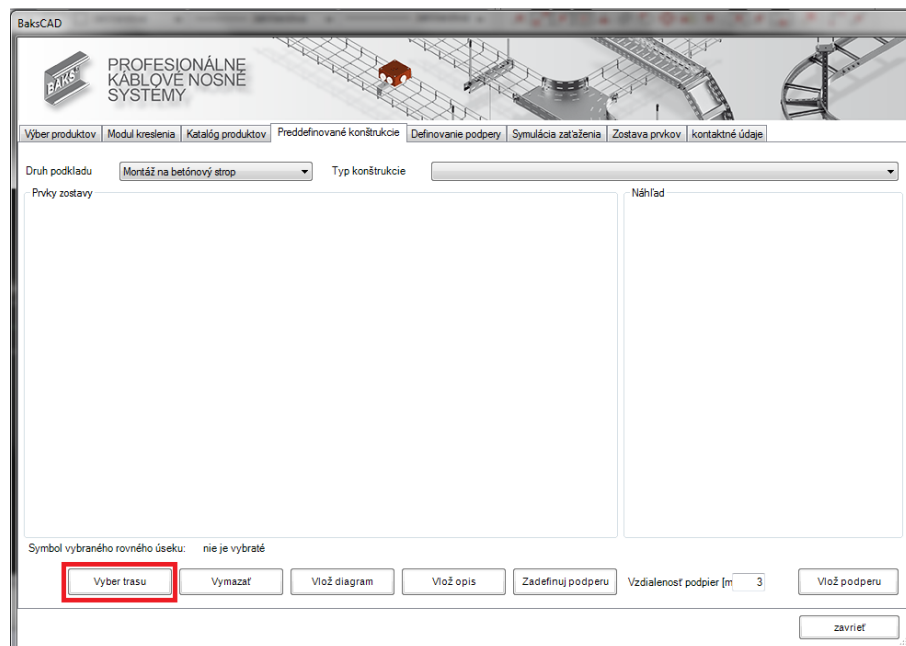 BaksCAD
BAKS
PROFESIONÁLNE
KÁBLOVÉ NOSNÉ
SYSTÉMY
Výber produktov Modul kreslenia Katalóg produktov Preddefinované konštrukcie Definovanie podpery Symulácia zaťaženia Zostava prvkov kontaktné údaje
Druh podkladu Montáž na betónový strop Typ konštrukcie
Prvky zostavy Náhľad
Symbol vybraného rovného úseku: nie je vybraté
Vyber trasu Vymazať Vlož diagram Vlož opis Zadefinuj podperu Vzdialenosť podpier [m 3 Vlož podperu
zavrieť